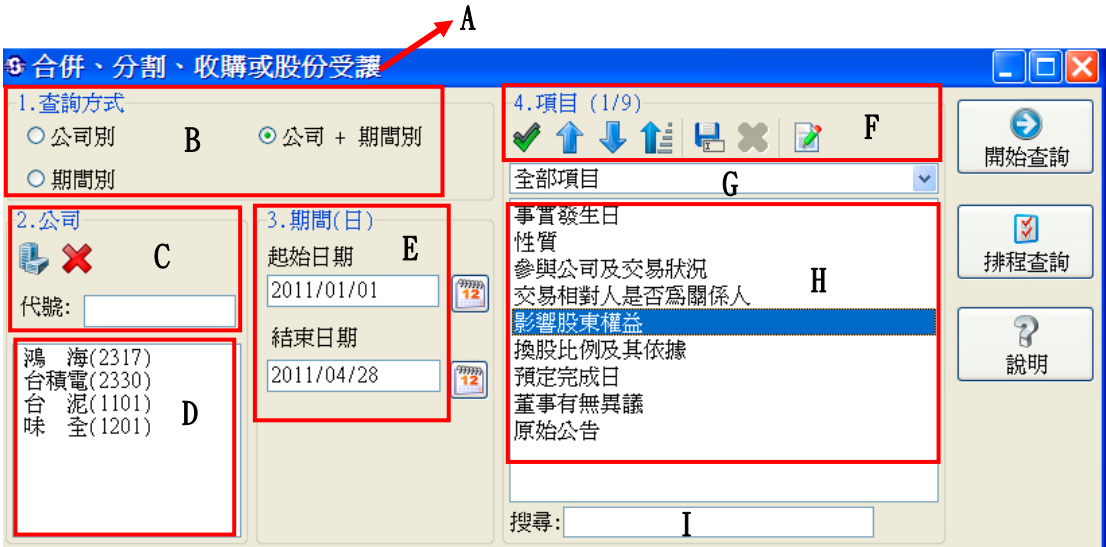 A
合併、分割、收購或股份受讓
1.查詢方式
公司別
B
公司 + 期間別
期間別
2.公司
C
代號:
鴻　海(2317)
台積電(2330)
台　泥(1101)
味　全(1201)
D
3.期間(日)
E
起始日期
2011/01/01
12
結束日期
2011/04/28
12
4.項目 (1/9)
F
全部項目
G
事實發生日
性質
參與公司及交易狀況
交易相對人是否為關係人
影響股東權益
換股比例及其依據
預定完成日
董事有無異議
原始公告
H
搜尋:
I
開始查詢
排程查詢
說明